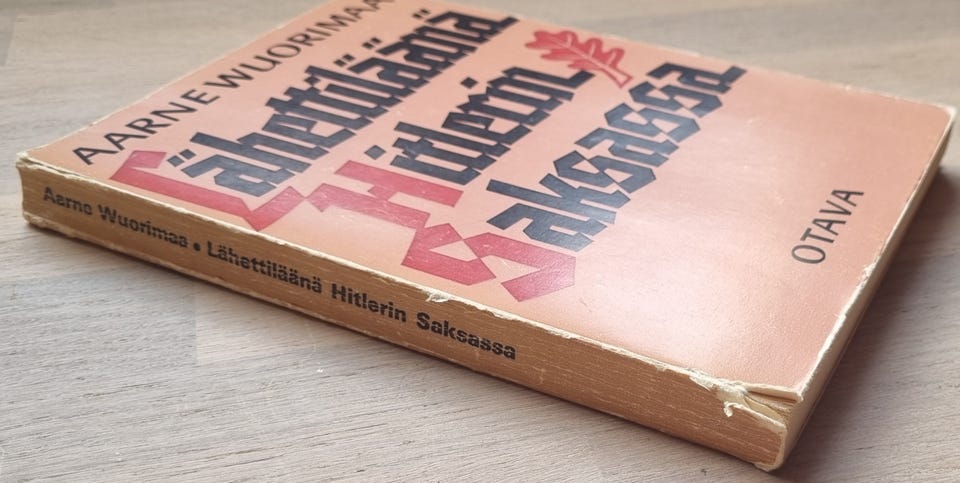 AARNE WUORIMAA
Lähettiläänä
Hitlerin
Saksassa
OTAVA
Aarne Wuorimaa • Lähettiläänä Hitlerin Saksassa